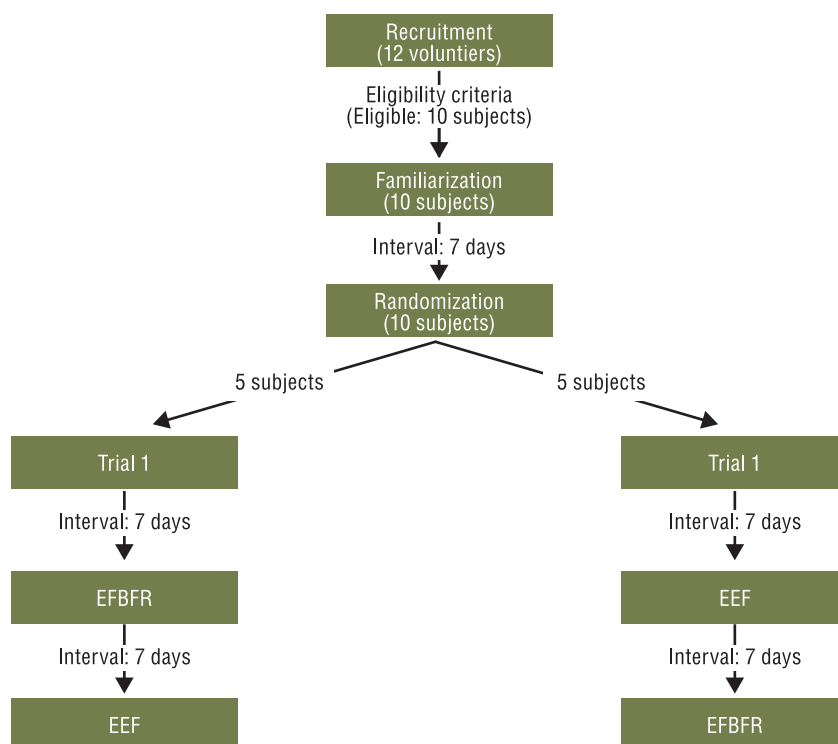 Recruitment
(12 voluntiers)
Eligibility criteria
(Eligible: 10 subjects)
Familiarization
(10 subjects)
Interval: 7 days
Randomization
(10 subjects)
5 subjects
5 subjects
Trial 1
Trial 1
Interval: 7 days
Interval: 7 days
EFBFR
EEF
Interval: 7 days
Interval: 7 days
EEF
EFBFR